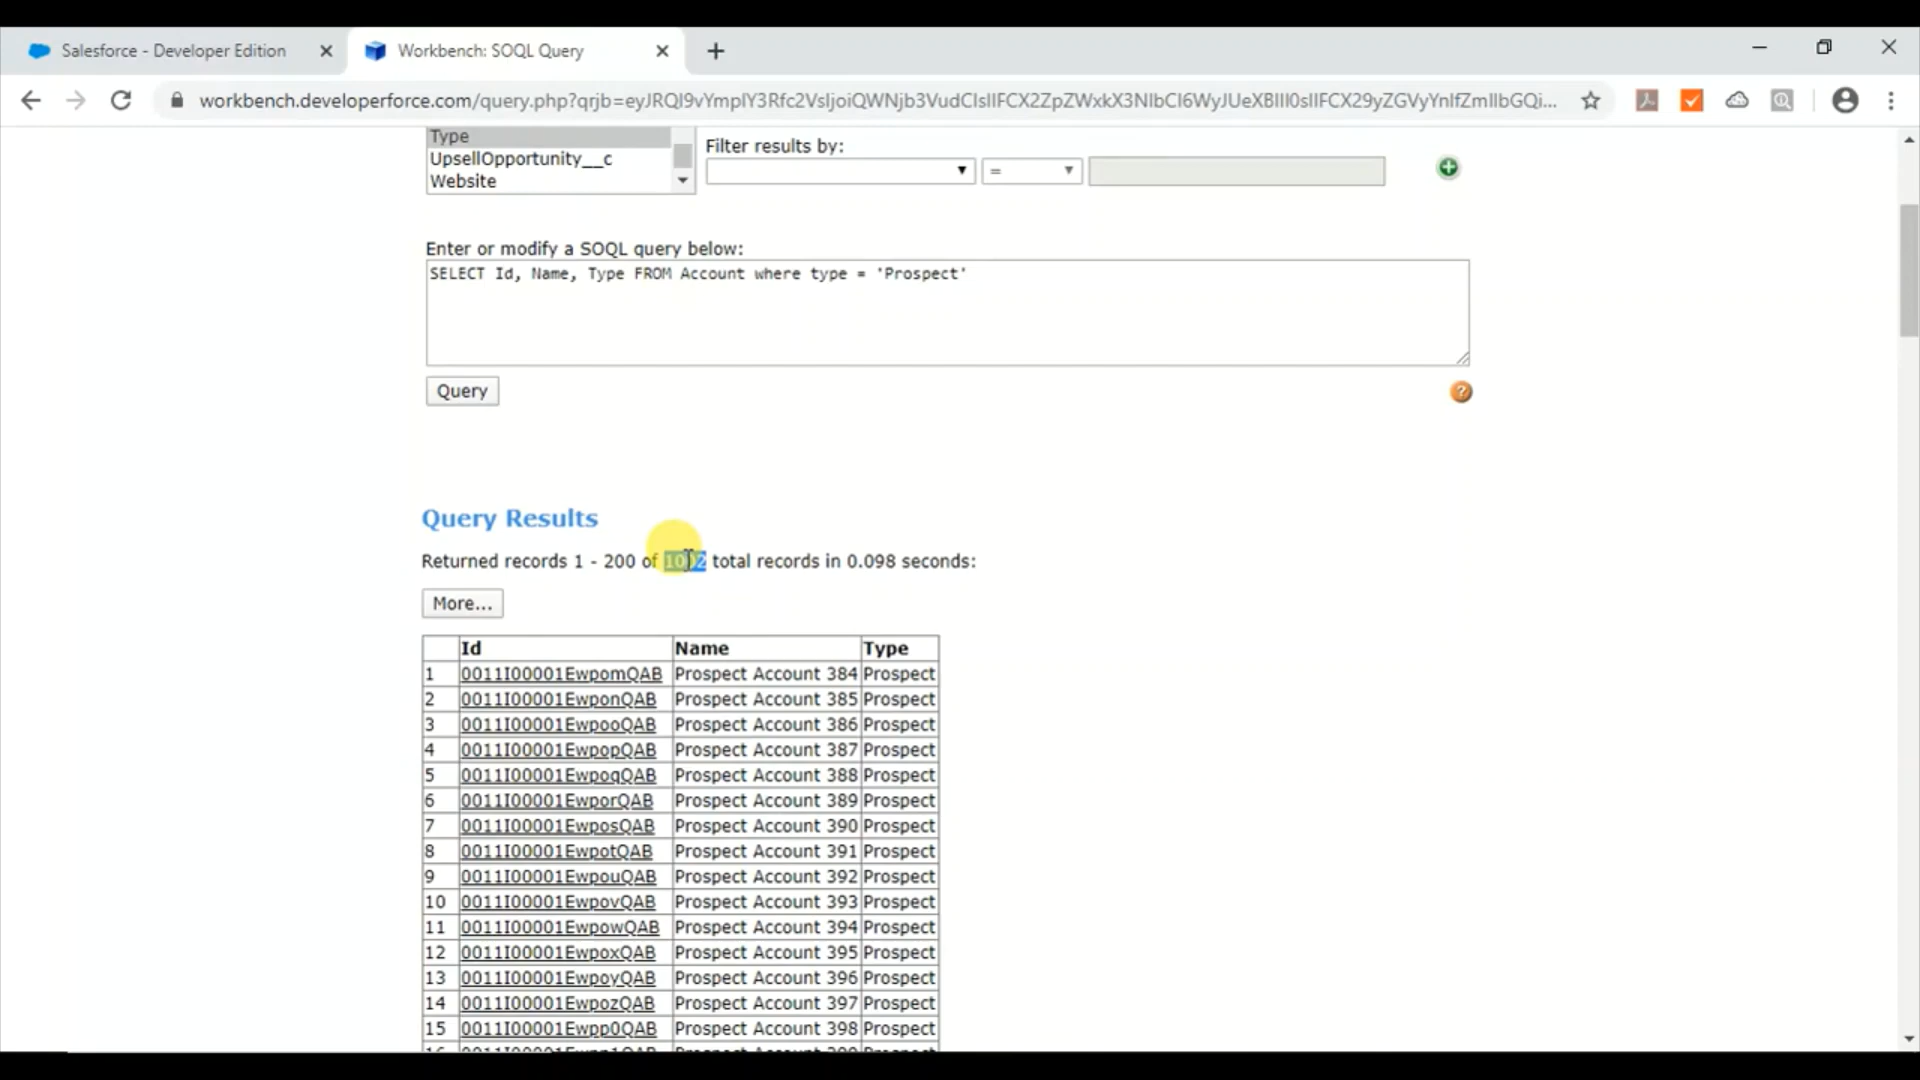 Salesforce - Developer Edition
Workbench: SOQL Query
Type
UpsellOpportunity__c
Website
Filter results by:
=
Enter or modify a SOQL query below:
SELECT Id, Name, Type FROM Account where type = 'Prospect'
Query
Query Results
Returned records 1 - 200 of total records in 0.098 seconds:
More...
Id Name Type
1 0011I00001EwpomQAB Prospect Account 384 Prospect
2 0011I00001EwponQAB Prospect Account 385 Prospect
3 0011I00001EwpooQAB Prospect Account 386 Prospect
4 0011I00001EwpopQAB Prospect Account 387 Prospect
5 0011I00001EwpoqQAB Prospect Account 388 Prospect
6 0011I00001EwporQAB Prospect Account 389 Prospect
7 0011I00001EwposQAB Prospect Account 390 Prospect
8 0011I00001EwpotQAB Prospect Account 391 Prospect
9 0011I00001EwpouQAB Prospect Account 392 Prospect
10 0011I00001EwpovQAB Prospect Account 393 Prospect
11 0011I00001EwpowQAB Prospect Account 394 Prospect
12 0011I00001EwpoxQAB Prospect Account 395 Prospect
13 0011I00001EwpoyQAB Prospect Account 396 Prospect
14 0011I00001EwpozQAB Prospect Account 397 Prospect
15 0011I00001Ewpp0QAB Prospect Account 398 Prospect